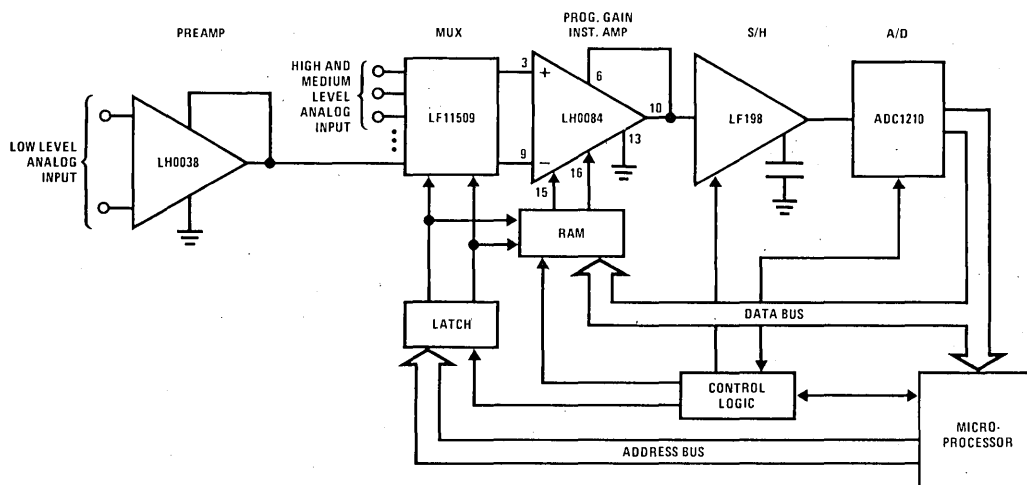 PREAMP
MUX
PROG. GAIN
INST. AMP
S/H
A/D
HIGH AND
MEDIUM
LEVEL
ANALOG
INPUT
LOW LEVEL
ANALOG
INPUT
LH0038
LF11509
3
+
6
LH0084
10
13
9
−
15
16
LF198
ADC1210
RAM
LATCH
DATA BUS
CONTROL
LOGIC
MICRO-
PROCESSOR
ADDRESS BUS